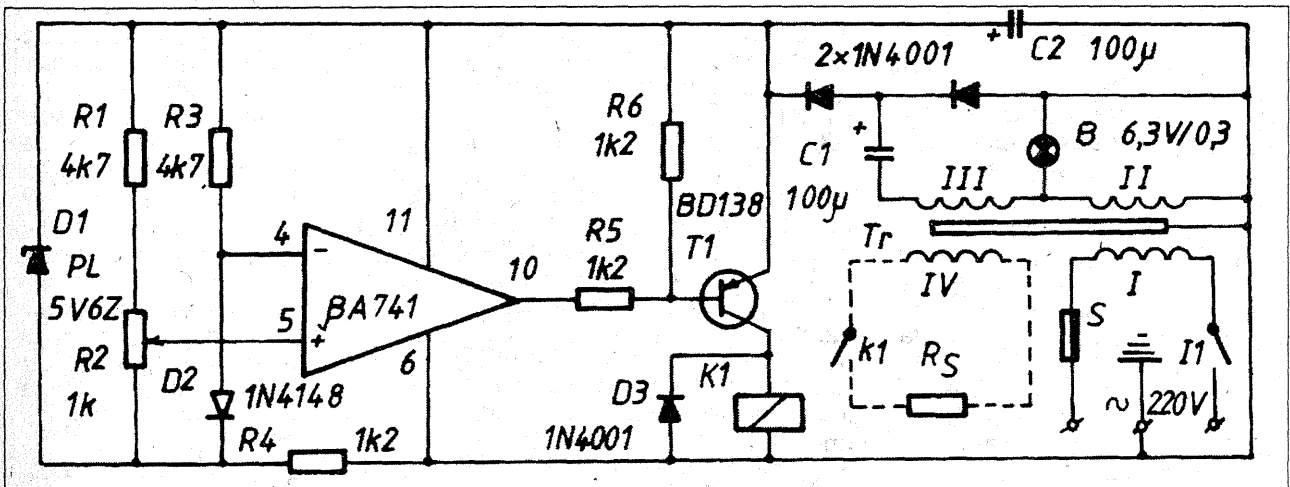 C2 100µ
2×1N4001
R1
4k7
R3
4k7
R6
1k2
+
+
C1
100µ
B 6,3V/0,3
III
II
BD138
T1
D1
PL
5V6Z
4
-
11
R5
1k2
10
Tr
IV
I
5
+
βA741
6
R2
1k
D2
1N4148
R4
1k2
D3
1N4001
K1
k1
RS
S
I1
~ 220V